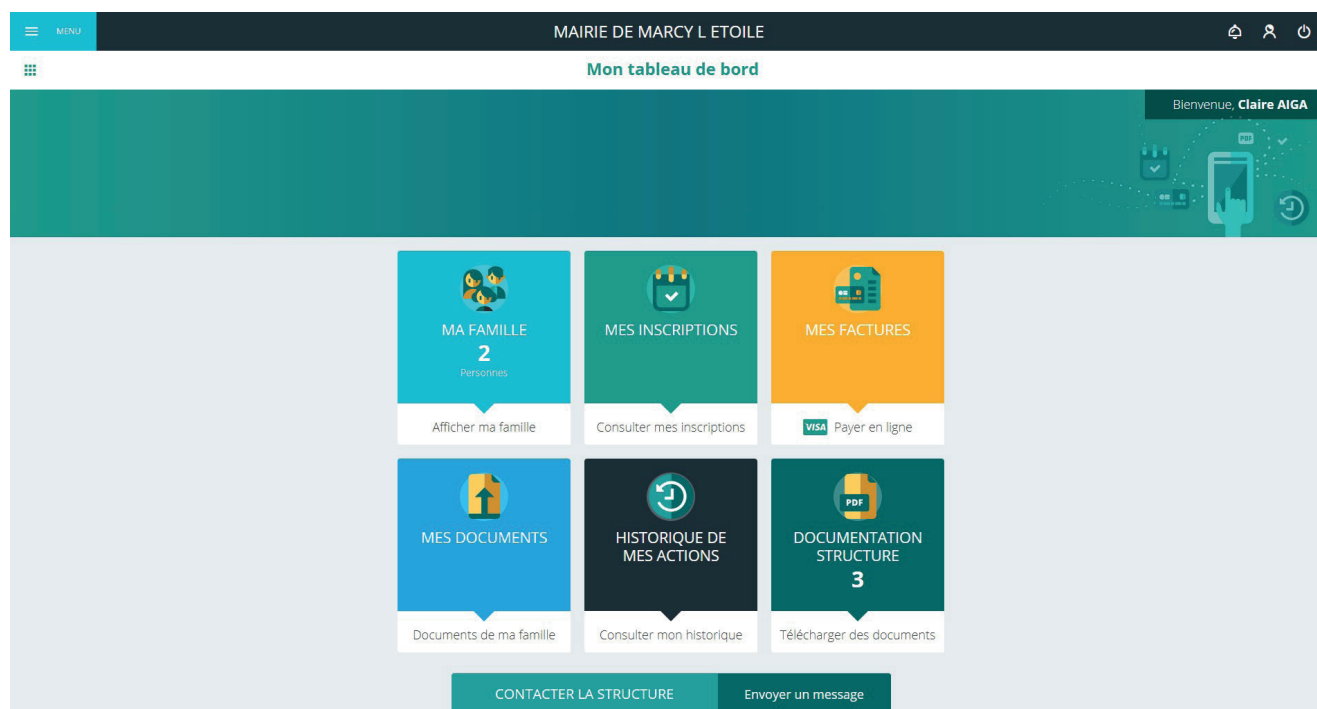 MENU
MAIRIE DE MARCY L ETOILE
Mon tableau de bord
Bienvenue, Claire AIGA
PDF
MA FAMILLE
2
Personnes
Afficher ma famille
MES INSCRIPTIONS
Consulter mes inscriptions
MES FACTURES
VISA Payer en ligne
MES DOCUMENTS
Documents de ma famille
HISTORIQUE DE
MES ACTIONS
Consulter mon historique
PDF
DOCUMENTATION
STRUCTURE
3
Télécharger des documents
CONTACTER LA STRUCTURE
Envoyer un message